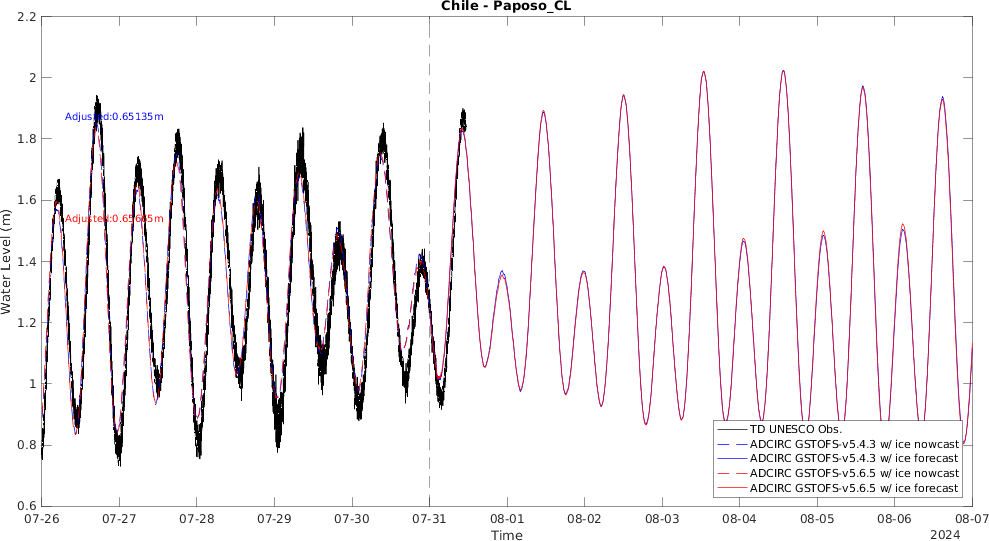 Chile - Paposo_CL
2.2
2
1.8
1.6
1.4
1.2
1
0.8
0.6
Water Level (m)
Adjusted:0.65135m
TD UNESCO Obs.
ADCIRC GSTOFS-v5.4.3 w/ ice nowcast
ADCIRC GSTOFS-v5.4.3 w/ ice forecast
ADCIRC GSTOFS-v5.6.5 w/ ice nowcast
ADCIRC GSTOFS-v5.6.5 w/ ice forecast
07-26 07-27 07-28 07-29 07-30 07-31 08-01 08-02 08-03 08-04 08-05 08-06 08-07
Time
2024